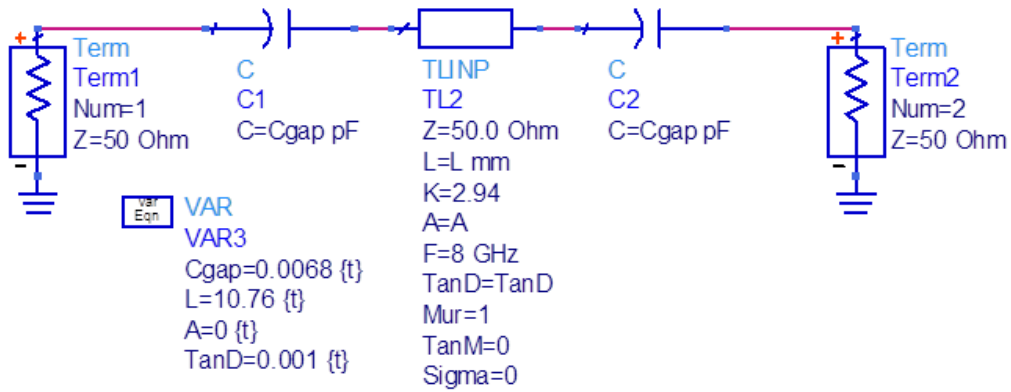 +
Term
Term1
Num=1
Z=50 Ohm
-
C
C1
C=Cgap pF
TLINP
TL2
Z=50.0 Ohm
L=L mm
K=2.94
A=A
F=8 GHz
TanD=TanD
Mur=1
TanM=0
Sigma=0
C
C2
C=Cgap pF
+
Term
Term2
Num=2
Z=50 Ohm
-
Var
Eqn
VAR
VAR3
Cgap=0.0068 {t}
L=10.76 {t}
A=0 {t}
TanD=0.001 {t}